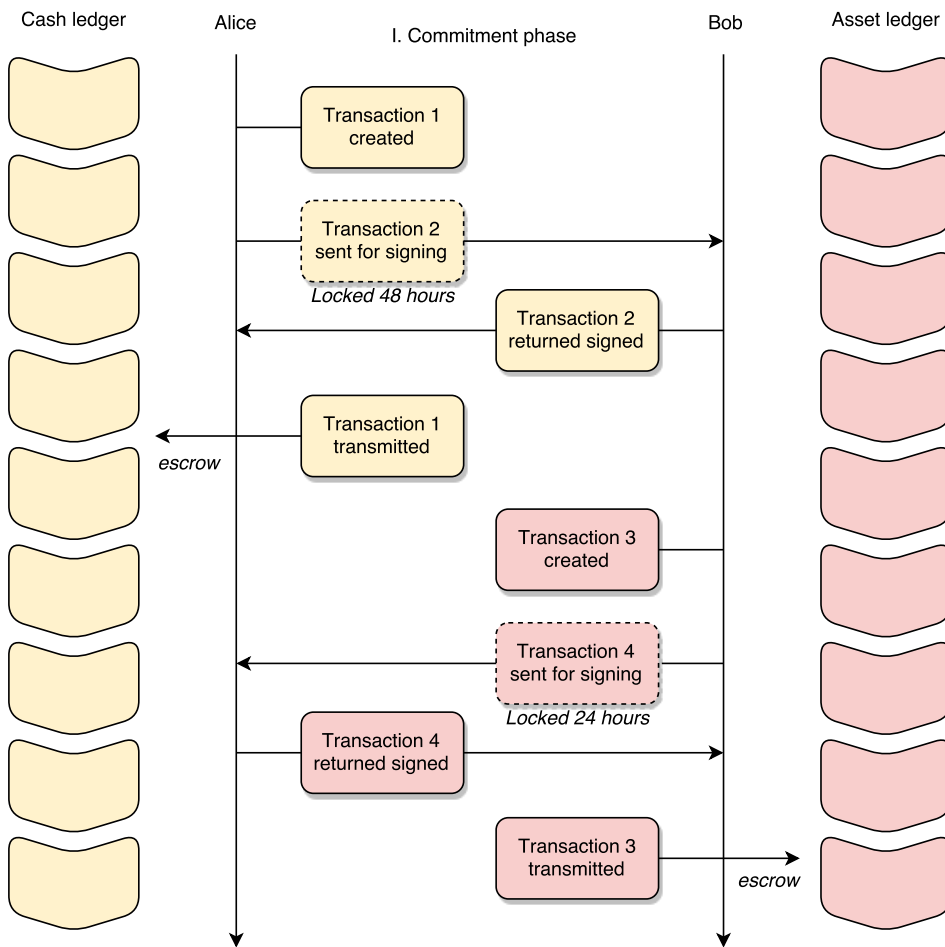 Cash ledger
Alice
I. Commitment phase
Bob
Asset ledger
Transaction 1
created
Transaction 2
sent for signing
Locked 48 hours
Transaction 2
returned signed
Transaction 1
transmitted
escrow
Transaction 3
created
Transaction 4
sent for signing
Locked 24 hours
Transaction 4
returned signed
Transaction 3
transmitted
escrow